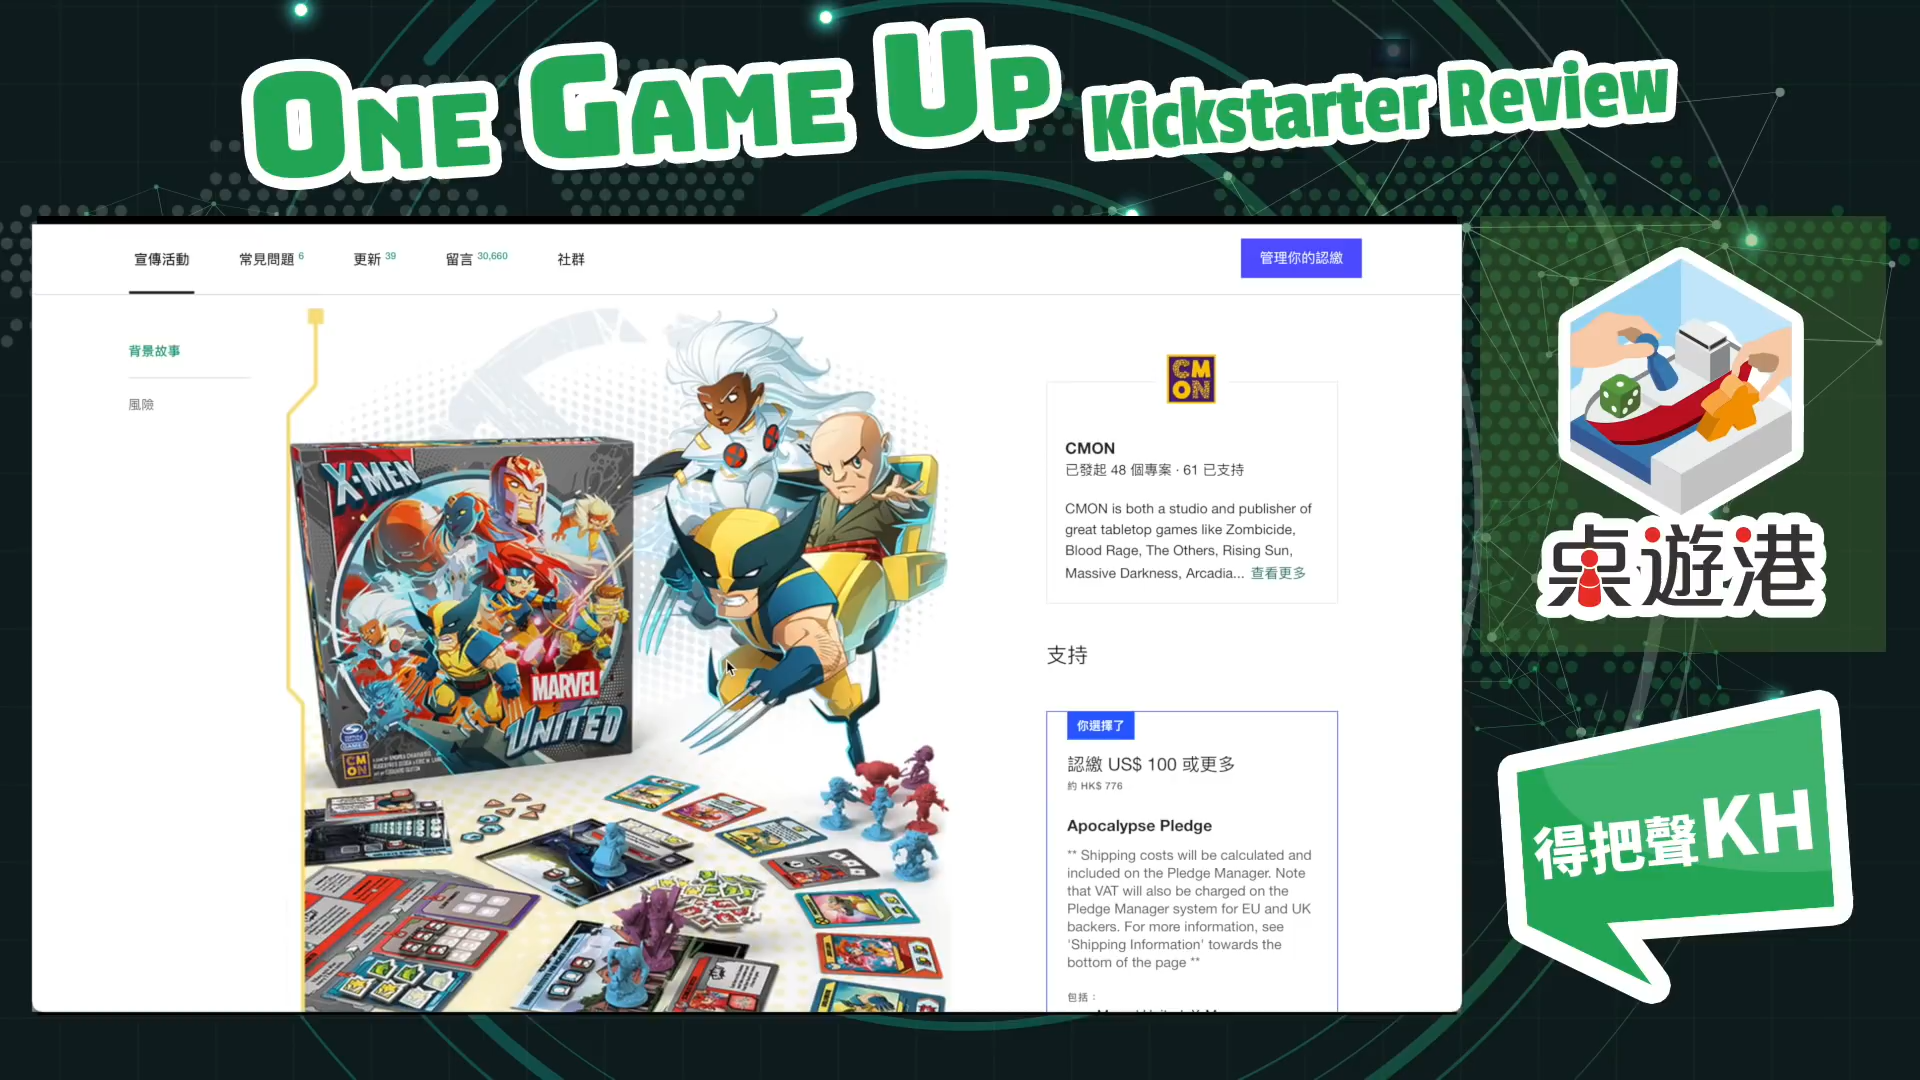 ONE GAME UP Kickstarter Review
宣傳活動
常見問題 6
更新 39
留言 30,660
社群
管理你的認繳
背景故事
風險
X-MEN
MARVEL
UNITED
CMON
CMON
CMON
已發起 48 個專案 · 61 已支持
CMON is both a studio and publisher of
great tabletop games like Zombicide,
Blood Rage, The Others, Rising Sun,
Massive Darkness, Arcadia... 查看更多
支持
你選擇了
認繳 US$ 100 或更多
約 HK$ 776
Apocalypse Pledge
** Shipping costs will be calculated and
included on the Pledge Manager. Note
that VAT will also be charged on the
Pledge Manager system for EU and UK
backers. For more information, see
'Shipping Information' towards the
bottom of the page **
包括：
桌遊港
得把聲KH